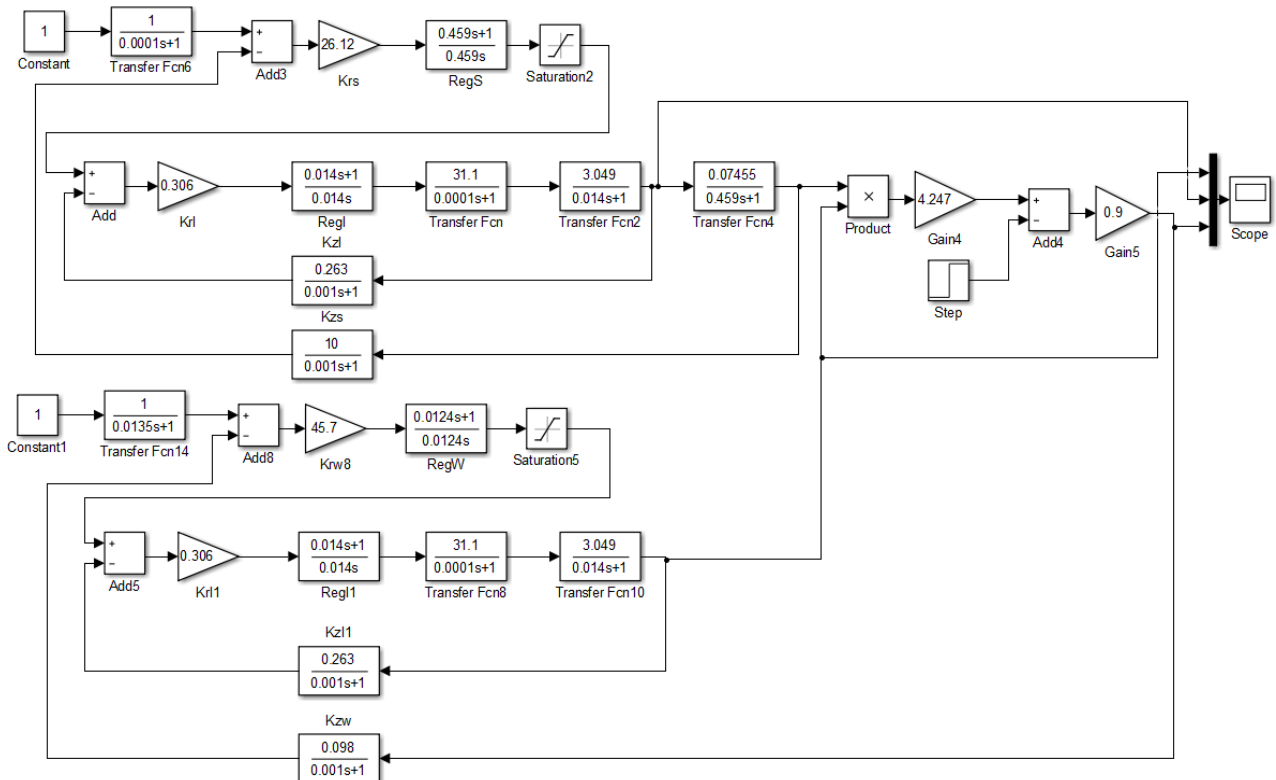 1
Constant
1
0.0001s+1
Transfer Fcn6
+
−
Add3
26.12
Krs
0.459s+1
0.459s
RegS
Saturation2
+
−
Add
0.306
KrI
0.014s+1
0.014s
RegI
31.1
0.0001s+1
Transfer Fcn
3.049
0.014s+1
Transfer Fcn2
0.07455
0.459s+1
Transfer Fcn4
×
Product
4.247
Gain4
+
−
Add4
0.9
Gain5
Scope
Step
KzI
0.263
0.001s+1
Kzs
10
0.001s+1
1
Constant1
1
0.0135s+1
Transfer Fcn14
+
−
Add8
45.7
Krw8
0.0124s+1
0.0124s
RegW
Saturation5
+
−
Add5
0.306
KrI1
0.014s+1
0.014s
RegI1
31.1
0.0001s+1
Transfer Fcn8
3.049
0.014s+1
Transfer Fcn10
KzI1
0.263
0.001s+1
Kzw
0.098
0.001s+1